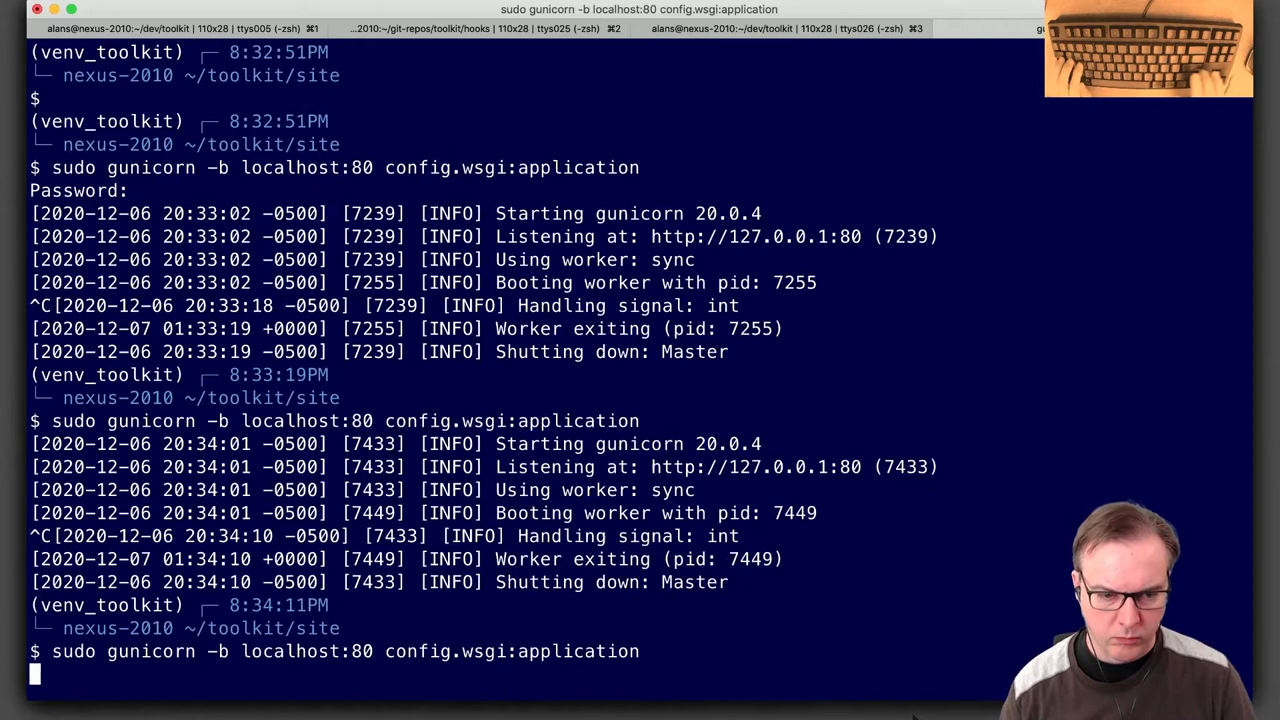 sudo gunicorn -b localhost:80 config.wsgi:application
alans@nexus-2010:~/dev/toolkit | 110x28 | ttys005 (-zsh) ⌘1
...2010:~/git-repos/toolkit/hooks | 110x28 | ttys025 (-zsh) ⌘2
alans@nexus-2010:~/dev/toolkit | 110x28 | ttys026 (-zsh) ⌘3
(venv_toolkit) ┌─ 8:32:51PM
└─ nexus-2010 ~/toolkit/site
$
(venv_toolkit) ┌─ 8:32:51PM
└─ nexus-2010 ~/toolkit/site
$ sudo gunicorn -b localhost:80 config.wsgi:application
Password:
[2020-12-06 20:33:02 -0500] [7239] [INFO] Starting gunicorn 20.0.4
[2020-12-06 20:33:02 -0500] [7239] [INFO] Listening at: http://127.0.0.1:80 (7239)
[2020-12-06 20:33:02 -0500] [7239] [INFO] Using worker: sync
[2020-12-06 20:33:02 -0500] [7255] [INFO] Booting worker with pid: 7255
^C[2020-12-06 20:33:18 -0500] [7239] [INFO] Handling signal: int
[2020-12-07 01:33:19 +0000] [7255] [INFO] Worker exiting (pid: 7255)
[2020-12-06 20:33:19 -0500] [7239] [INFO] Shutting down: Master
(venv_toolkit) ┌─ 8:33:19PM
└─ nexus-2010 ~/toolkit/site
$ sudo gunicorn -b localhost:80 config.wsgi:application
[2020-12-06 20:34:01 -0500] [7433] [INFO] Starting gunicorn 20.0.4
[2020-12-06 20:34:01 -0500] [7433] [INFO] Listening at: http://127.0.0.1:80 (7433)
[2020-12-06 20:34:01 -0500] [7433] [INFO] Using worker: sync
[2020-12-06 20:34:01 -0500] [7449] [INFO] Booting worker with pid: 7449
^C[2020-12-06 20:34:10 -0500] [7433] [INFO] Handling signal: int
[2020-12-07 01:34:10 +0000] [7449] [INFO] Worker exiting (pid: 7449)
[2020-12-06 20:34:10 -0500] [7433] [INFO] Shutting down: Master
(venv_toolkit) ┌─ 8:34:11PM
└─ nexus-2010 ~/toolkit/site
$ sudo gunicorn -b localhost:80 config.wsgi:application